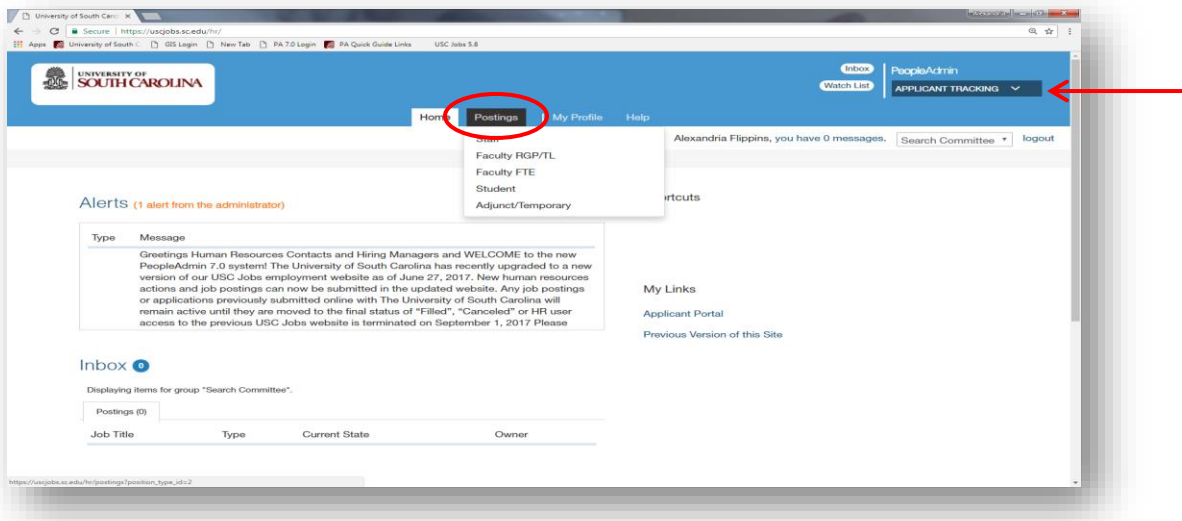 University of South Caro
Secure | https://uscjobs.sc.edu/hr/
Apps University of South C GIS Login New Tab PA 7.0 Login PA Quick Guide Links USC Jobs 5.8
UNIVERSITY OF
SOUTH CAROLINA
Inbox
Watch List
PeopleAdmin
APPLICANT TRACKING
Home Postings My Profile Help
Alexandria Flippins, you have 0 messages. Search Committee logout
Staff
Faculty RGP/TL
Faculty FTE
Student
Adjunct/Temporary
Alerts (1 alert from the administrator)
Type Message
Greetings Human Resources Contacts and Hiring Managers and WELCOME to the new
PeopleAdmin 7.0 system! The University of South Carolina has recently upgraded to a new
version of our USC Jobs employment website as of June 27, 2017. New human resources
actions and job postings can now be submitted in the updated website. Any job postings
or applications previously submitted online with The University of South Carolina will
remain active until they are moved to the final status of "Filled", "Canceled" or HR user
access to the previous USC Jobs website is terminated on September 1, 2017 Please
rtcuts
My Links
Applicant Portal
Previous Version of this Site
Inbox 0
Displaying items for group "Search Committee".
Postings (0)
Job Title Type Current State Owner
https://uscjobs.sc.edu/hr/postings?position_type_id=2